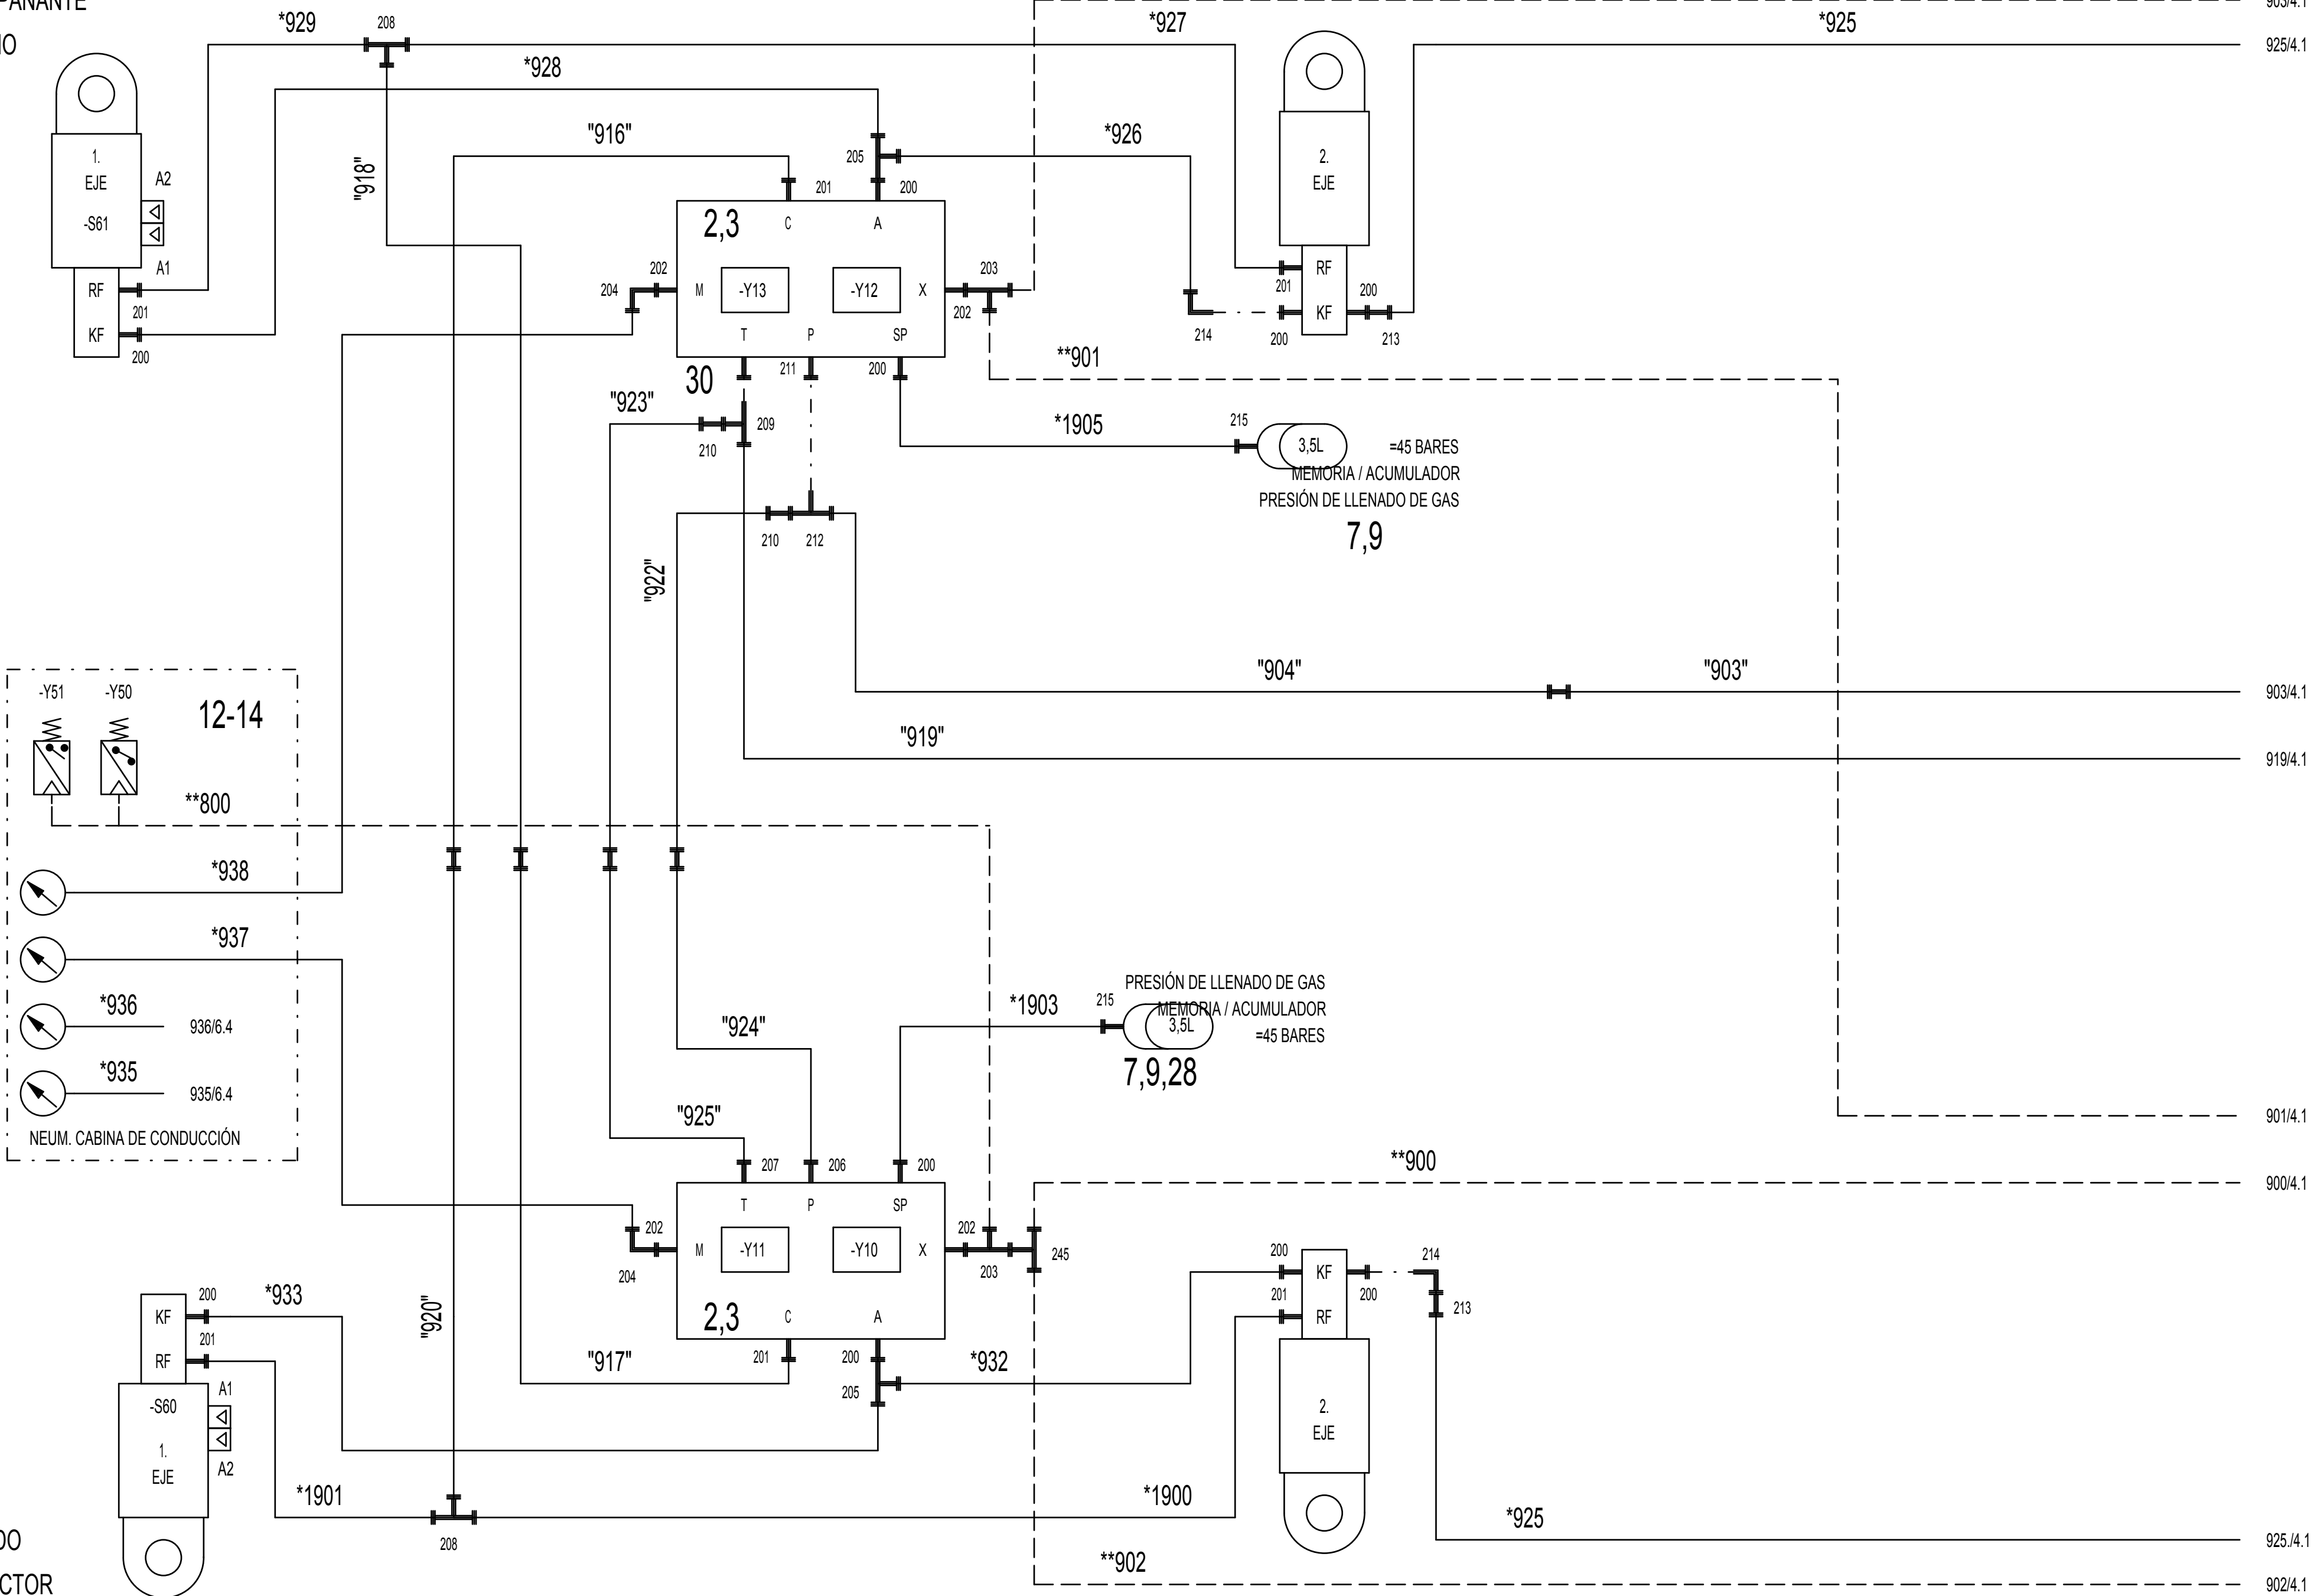 *929
208
*927
*925
925/4.1
*928
"916"
*926
205
"918"
1.
EJE
-S61
A2
A1
RF
201
KF
200
201
200
2,3
C
A
202
203
204
M
-Y13
-Y12
X
202
T
P
SP
30
211
200
2.
EJE
RF
201
200
KF
214
200
213
**901
"923"
209
210
*1905
215
3,5L
=45 BARES
MEMORIA / ACUMULADOR
PRESIÓN DE LLENADO DE GAS
7,9
210
212
"922"
"904"
"903"
903/4.1
-Y51
-Y50
12-14
"919"
919/4.1
**800
*938
*937
*936
936/6.4
*935
935/6.4
NEUM. CABINA DE CONDUCCIÓN
PRESIÓN DE LLENADO DE GAS
*1903
215
MEMORIA / ACUMULADOR
3,5L
=45 BARES
7,9,28
"924"
"925"
901/4.1
207
206
200
**900
900/4.1
T
P
SP
202
202
M
-Y11
-Y10
X
204
203
245
2,3
C
A
201
200
205
"917"
*932
"920"
200
*933
KF
201
RF
A1
-S60
1.
EJE
A2
200
KF
214
201
200
RF
213
2.
EJE
*1901
208
*1900
*925
925./4.1
**902
902/4.1